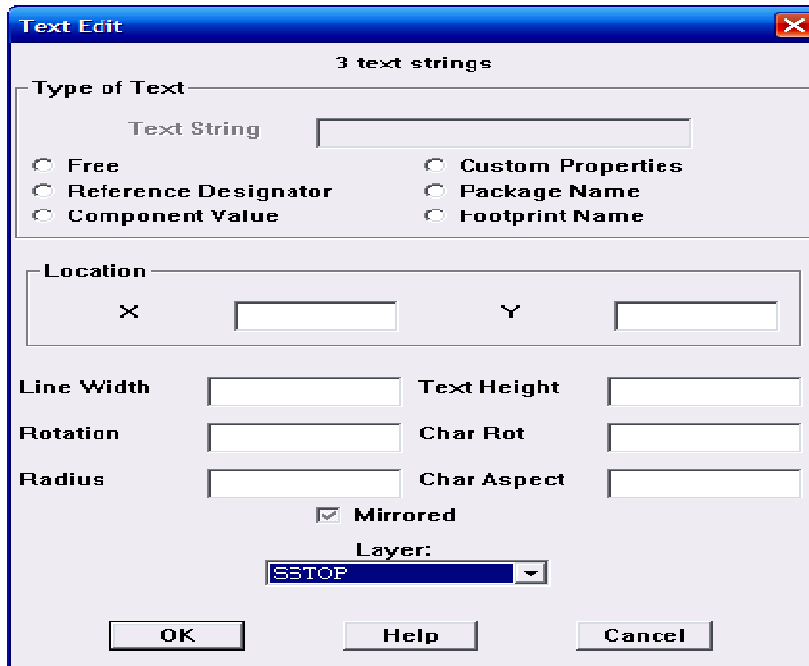 Text Edit
3 text strings
Type of Text
Text String
Free
Custom Properties
Reference Designator
Package Name
Component Value
Footprint Name
Location
X
Y
Line Width
Text Height
Rotation
Char Rot
Radius
Char Aspect
Mirrored
Layer:
SSTOP
OK
Help
Cancel